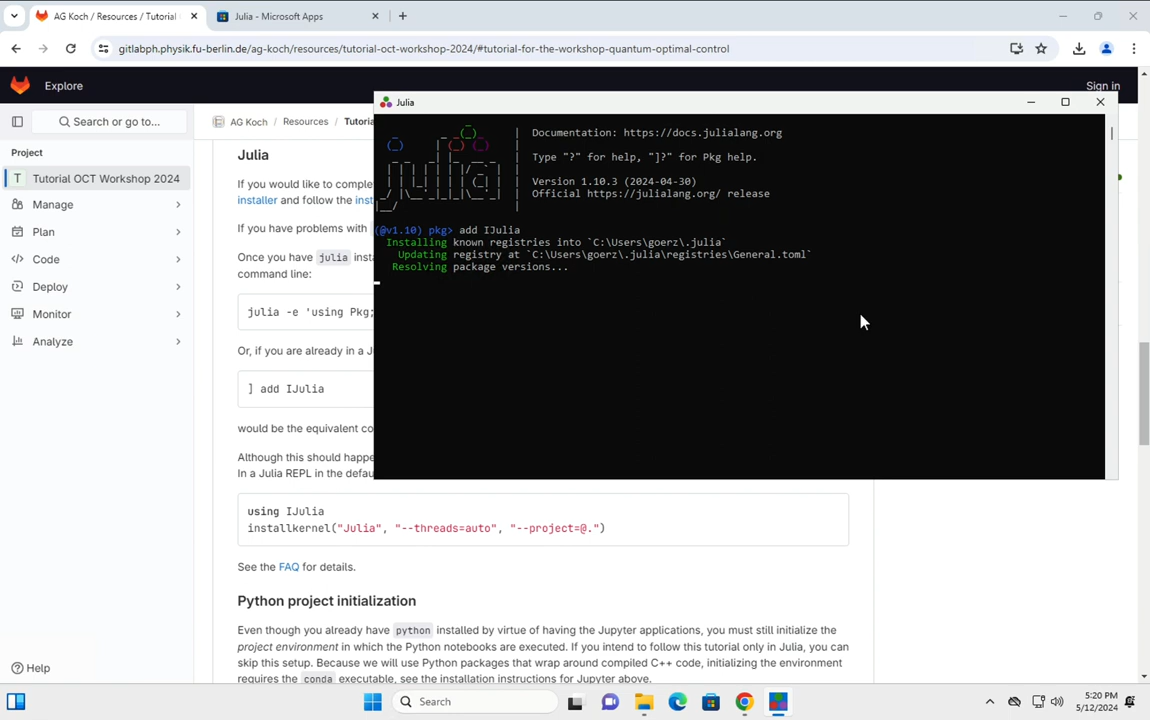 AG Koch / Resources / Tutorial
Julia - Microsoft Apps
gitlabph.physik.fu-berlin.de/ag-koch/resources/tutorial-oct-workshop-2024/#tutorial-for-the-workshop-quantum-optimal-control
Explore
Sign in
Search or go to...
AG Koch / Resources / Tutorial
Project
Tutorial OCT Workshop 2024
Manage
Plan
Code
Deploy
Monitor
Analyze
Help
Julia
If you would like to comple
installer and follow the inst
If you have problems with
Once you have julia insta
command line:
julia -e 'using Pkg;
Or, if you are already in a J
] add IJulia
would be the equivalent co
Although this should happe
In a Julia REPL in the defau
using IJulia
installkernel("Julia", "--threads=auto", "--project=@.")
See the FAQ for details.
Python project initialization
Even though you already have python installed by virtue of having the Jupyter applications, you must still initialize the
project environment in which the Python notebooks are executed. If you intend to follow this tutorial only in Julia, you can
skip this setup. Because we will use Python packages that wrap around compiled C++ code, initializing the environment
requires the conda executable, see the installation instructions for Jupyter above.
Julia
Documentation: https://docs.julialang.org
Type "?" for help, "]?" for Pkg help.
Version 1.10.3 (2024-04-30)
Official https://julialang.org/ release
(@v1.10) pkg> add IJulia
Installing known registries into `C:\Users\goerz\.julia`
Updating registry at `C:\Users\goerz\.julia\registries\General.toml`
Resolving package versions...
Search
5:20 PM
5/12/2024